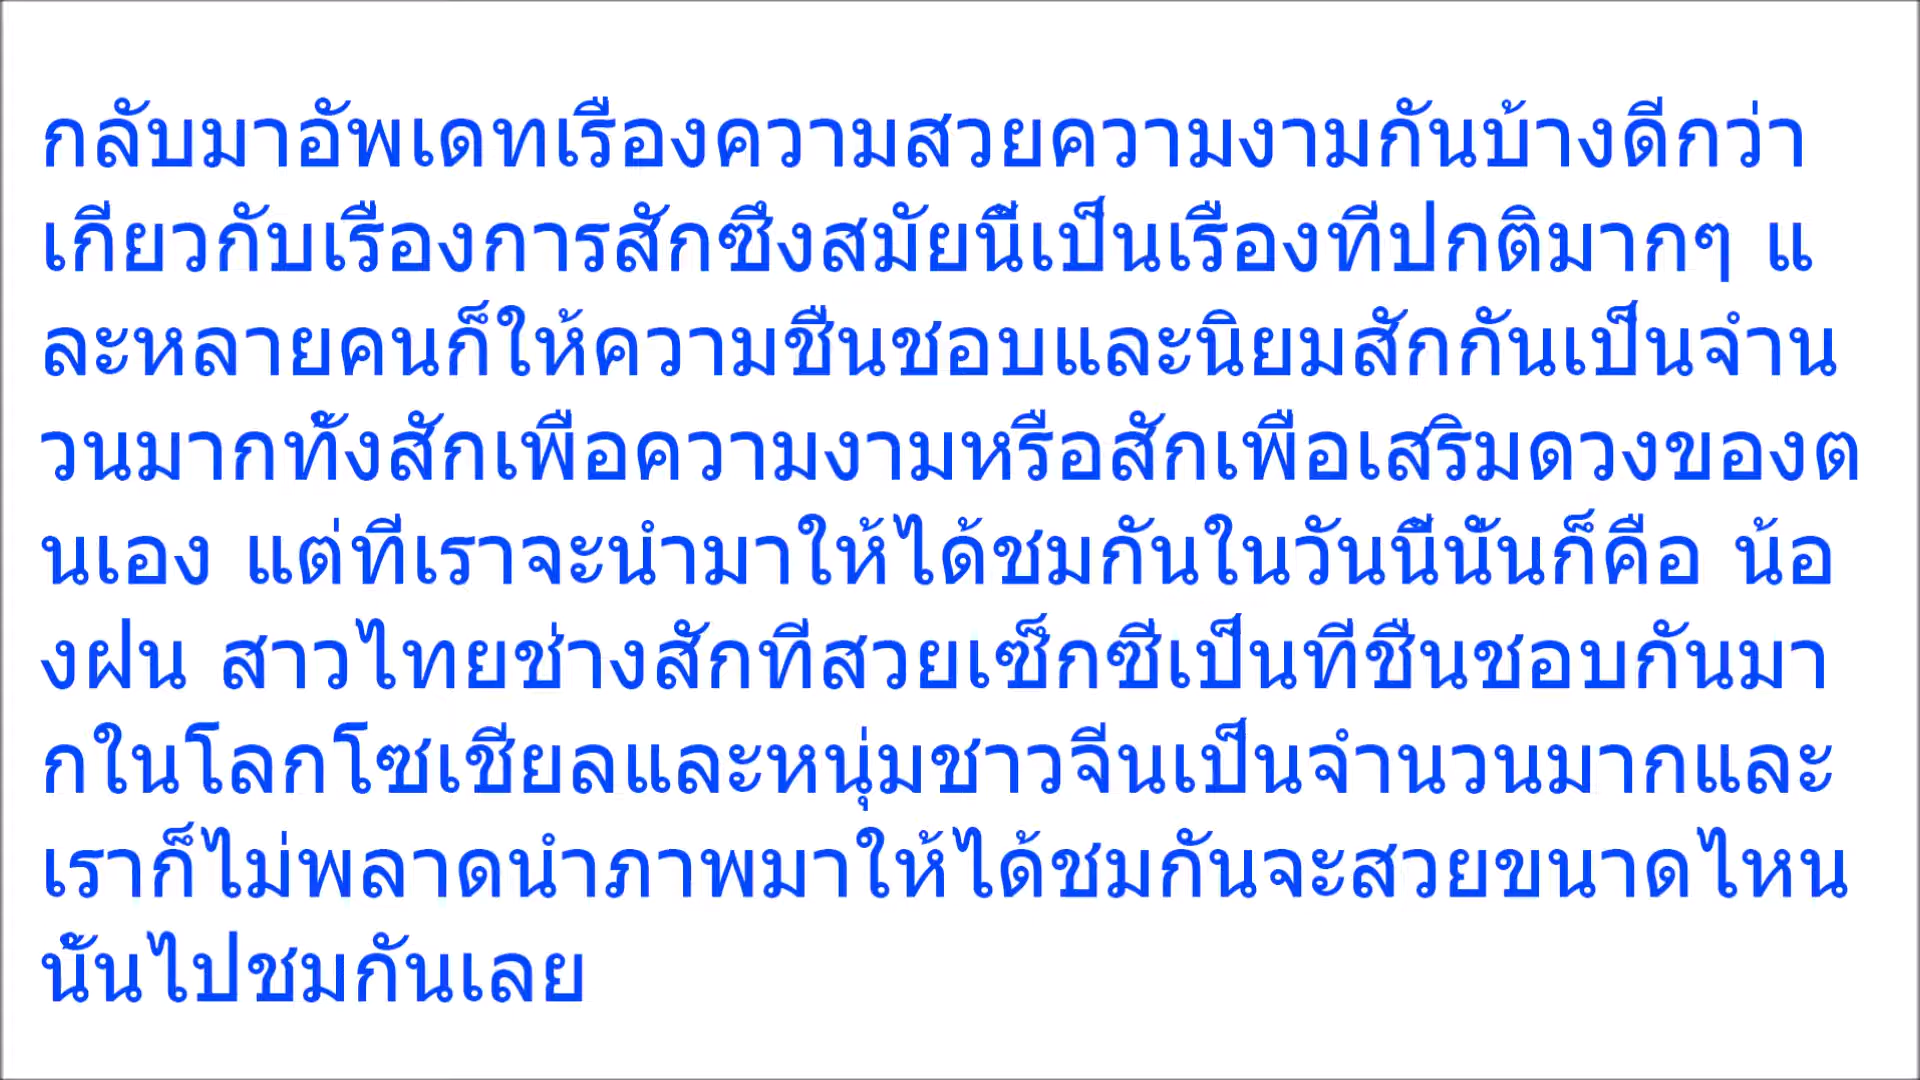 กลับมาอัพเดทเรื่องความสวยความงามกันบ้างดีกว่า
เกี่ยวกับเรื่องการสักซึ่งสมัยนี้เป็นเรื่องที่ปกติมากๆ แ
ละหลายคนก็ให้ความชื่นชอบและนิยมสักกันเป็นจำน
วนมากทั้งสักเพื่อความงามหรือสักเพื่อเสริมดวงของต
นเอง แต่ที่เราจะนำมาให้ได้ชมกันในวันนี้นั้นก็คือ น้อ
งฝน สาวไทยช่างสักที่สวยเซ็กซี่เป็นที่ชื่นชอบกันมา
กในโลกโซเชียลและหนุ่มชาวจีนเป็นจำนวนมากและ
เราก็ไม่พลาดนำภาพมาให้ได้ชมกันจะสวยขนาดไหน
นั้นไปชมกันเลย